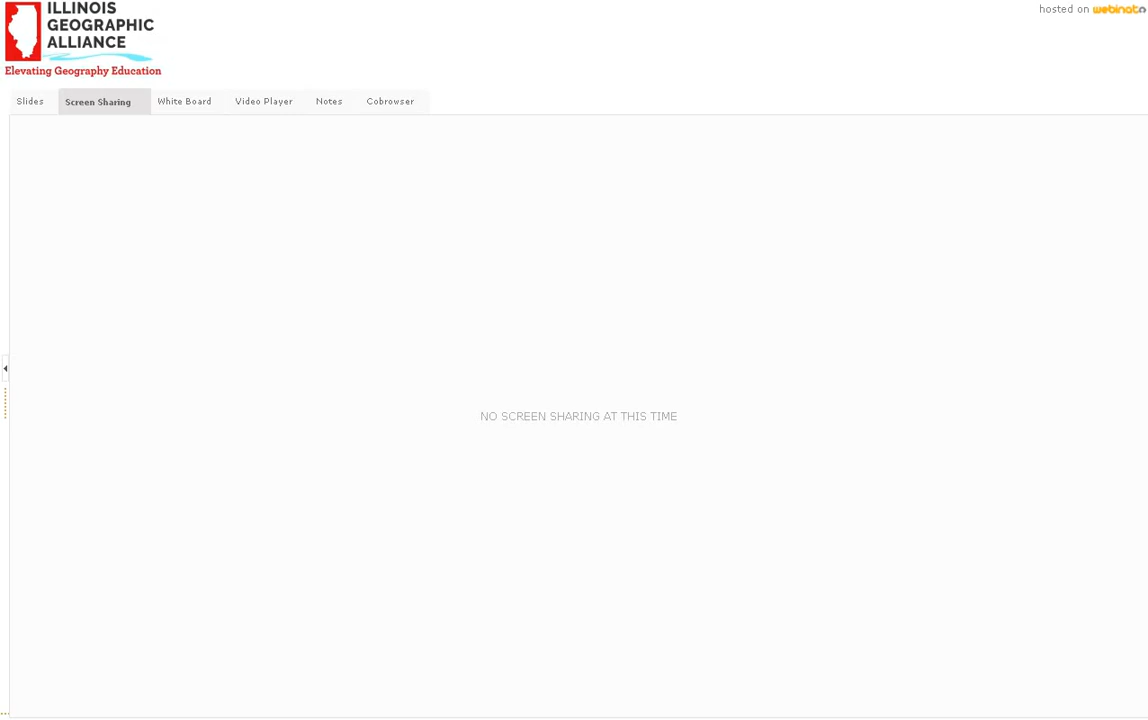 ILLINOIS
GEOGRAPHIC
ALLIANCE
Elevating Geography Education
hosted on webinato
Slides
Screen Sharing
White Board
Video Player
Notes
Cobrowser
NO SCREEN SHARING AT THIS TIME